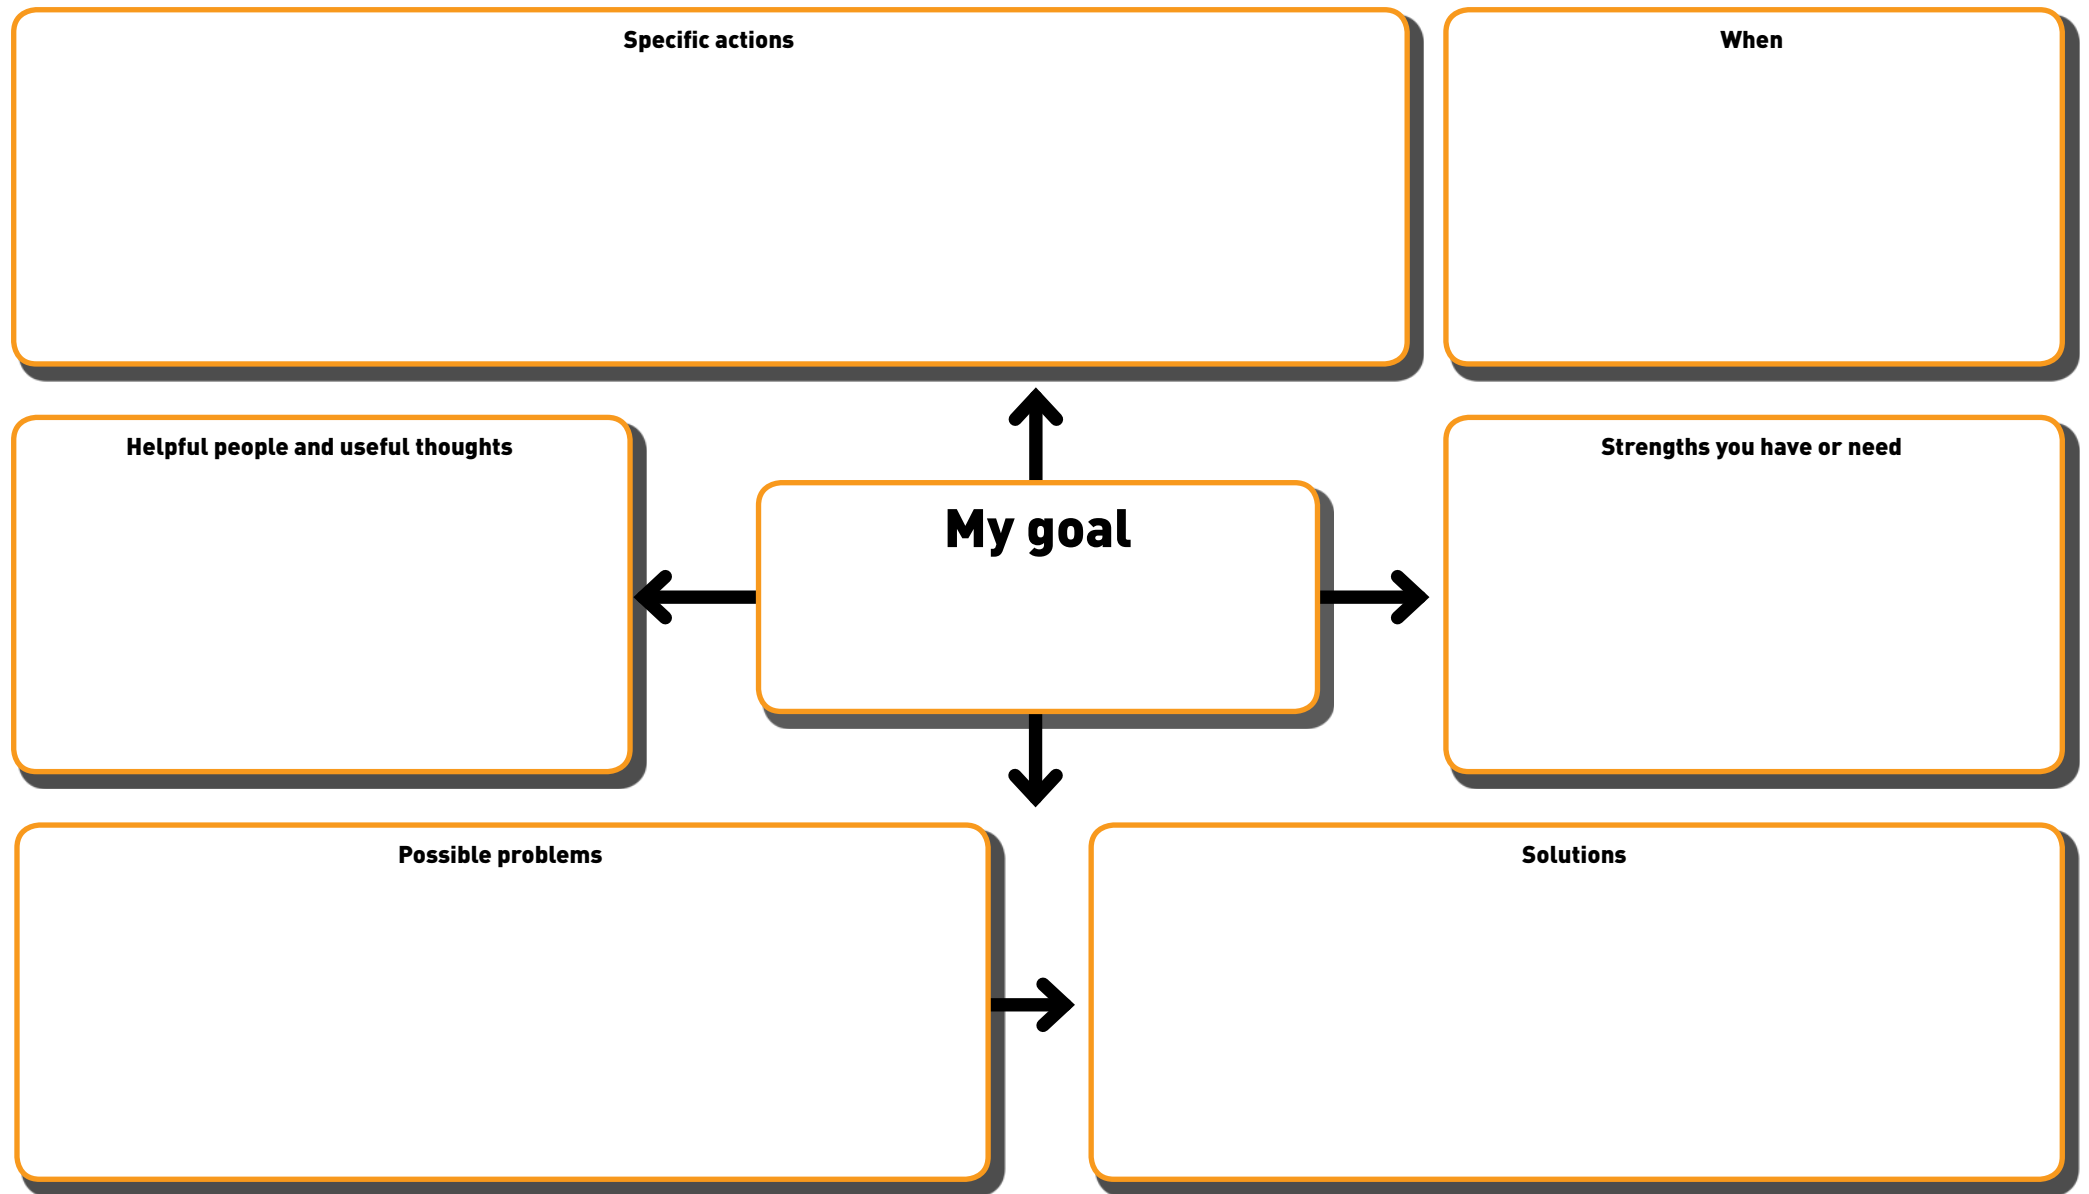 Specific actions
When
Helpful people and useful thoughts
My goal
Strengths you have or need
Possible problems
Solutions